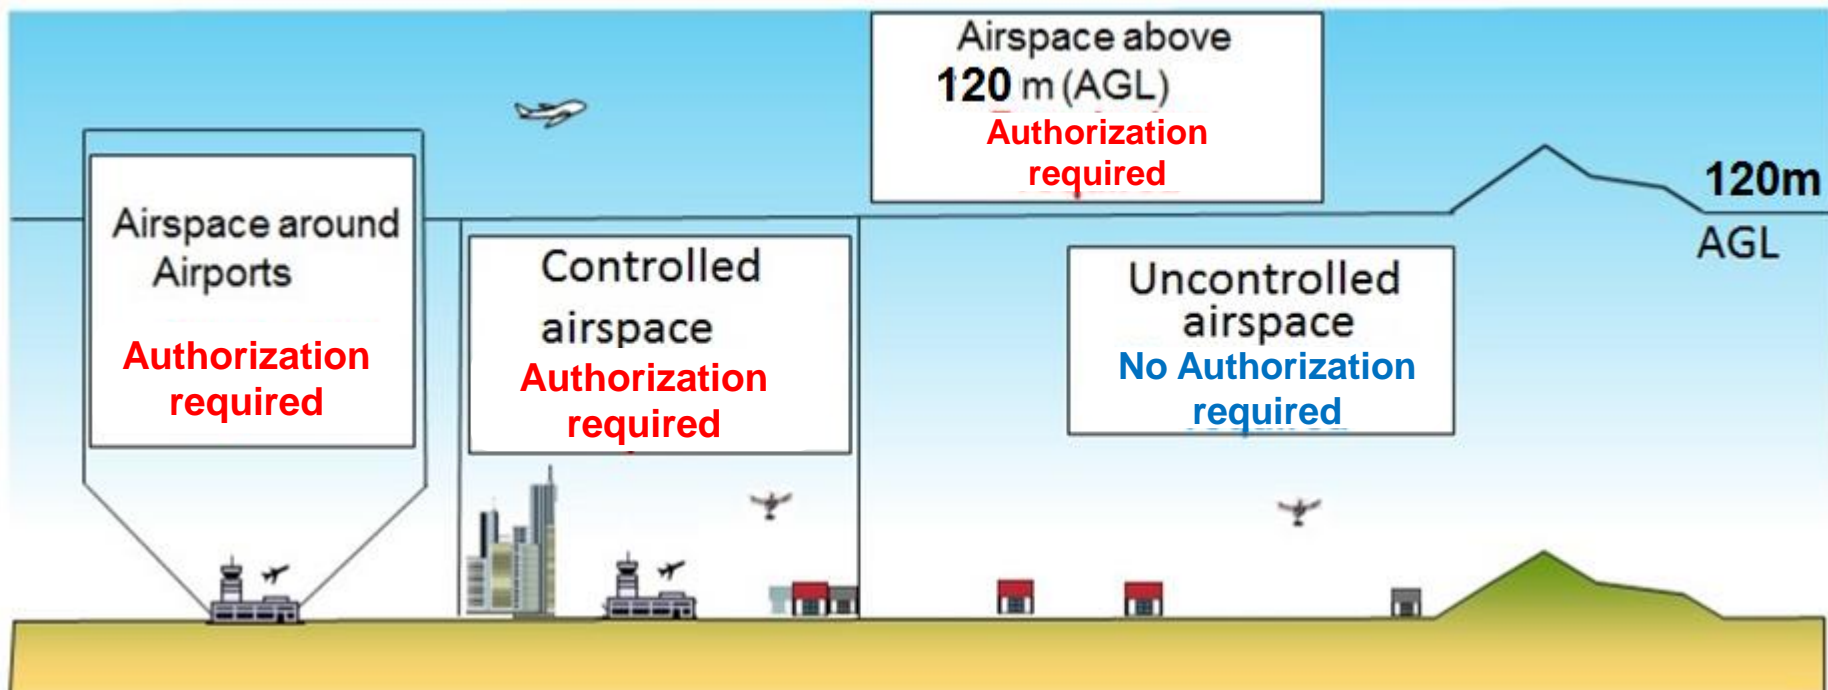 Airspace above
120 m (AGL)
Authorization
required
120m
AGL
Airspace around
Airports
Authorization
required
Controlled
airspace
Authorization
required
Uncontrolled
airspace
No Authorization
required